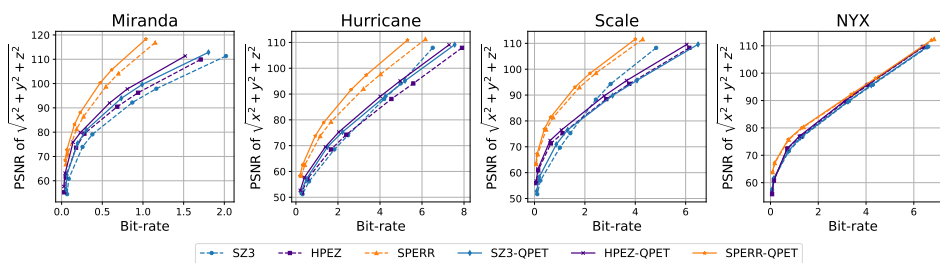 Miranda
Hurricane
Scale
NYX
PSNR of √x² + y² + z²
120
110
100
90
80
70
60
0.0 0.5 1.0 1.5 2.0
Bit-rate
PSNR of √x² + y² + z²
110
100
90
80
70
60
50
0 2 4 6 8
Bit-rate
PSNR of √x² + y² + z²
110
100
90
80
70
60
50
0 2 4 6
Bit-rate
PSNR of √x² + y² + z²
120
110
100
90
80
70
60
0 2 4 6
Bit-rate
SZ3 HPEZ SPERR SZ3-QPET HPEZ-QPET SPERR-QPET